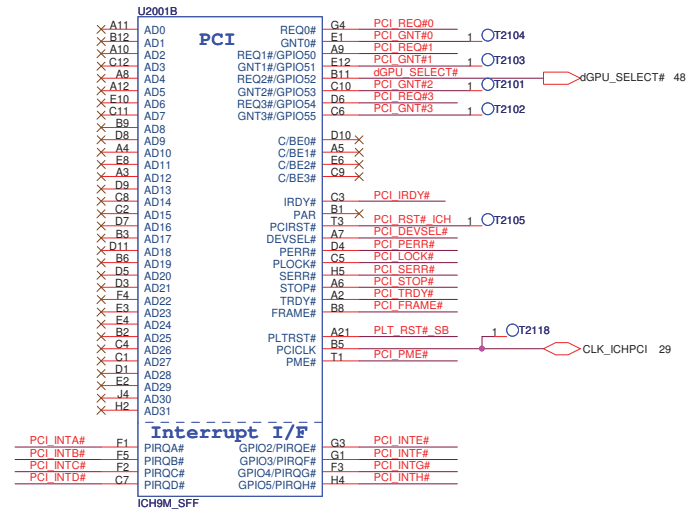 U2001B
A11 AD0 REQ0# G4 PCI_REQ#0
B12 AD1 PCI GNT0# E1 PCI_GNT#0 1 T2104
A10 AD2 REQ1#/GPIO50 A9 PCI_REQ#1
C12 AD3 GNT1#/GPIO51 E12 PCI_GNT#1 1 T2103
A8 AD4 REQ2#/GPIO52 B11 dGPU_SELECT# dGPU_SELECT# 48
A12 AD5 GNT2#/GPIO53 C10 PCI_GNT#2 1 T2101
E10 AD6 REQ3#/GPIO54 D6 PCI_REQ#3
C11 AD7 GNT3#/GPIO55 C6 PCI_GNT#3 1 T2102
B9 AD8
D8 AD9 C/BE0# D10
A4 AD10 C/BE1# A5
E8 AD11 C/BE2# E6
A3 AD12 C/BE3# C9
D9 AD13
C8 AD14 IRDY# C3 PCI_IRDY#
C2 AD15 PAR B1
D7 AD16 PCIRST# T3 PCI_RST#_ICH 1 T2105
B3 AD17 DEVSEL# A7 PCI_DEVSEL#
D11 AD18 PERR# D4 PCI_PERR#
B6 AD19 PLOCK# C5 PCI_LOCK#
D5 AD20 SERR# H5 PCI_SERR#
D3 AD21 STOP# A6 PCI_STOP#
F4 AD22 TRDY# A2 PCI_TRDY#
E3 AD23 FRAME# B8 PCI_FRAME#
E4 AD24
B2 AD25 PLTRST# A21 PLT_RST#_SB 1 T2118
C4 AD26 PCICLK B5 CLK_ICHPCI 29
C1 AD27 PME# T1 PCI_PME#
D1 AD28
E2 AD29
J4 AD30
H2 AD31
Interrupt I/F
PCI_INTA# F1 PIRQA# GPIO2/PIRQE# G3 PCI_INTE#
PCI_INTB# F5 PIRQB# GPIO3/PIRQF# G1 PCI_INTF#
PCI_INTC# F2 PIRQC# GPIO4/PIRQG# F3 PCI_INTG#
PCI_INTD# C7 PIRQD# GPIO5/PIRQH# H4 PCI_INTH#
ICH9M_SFF